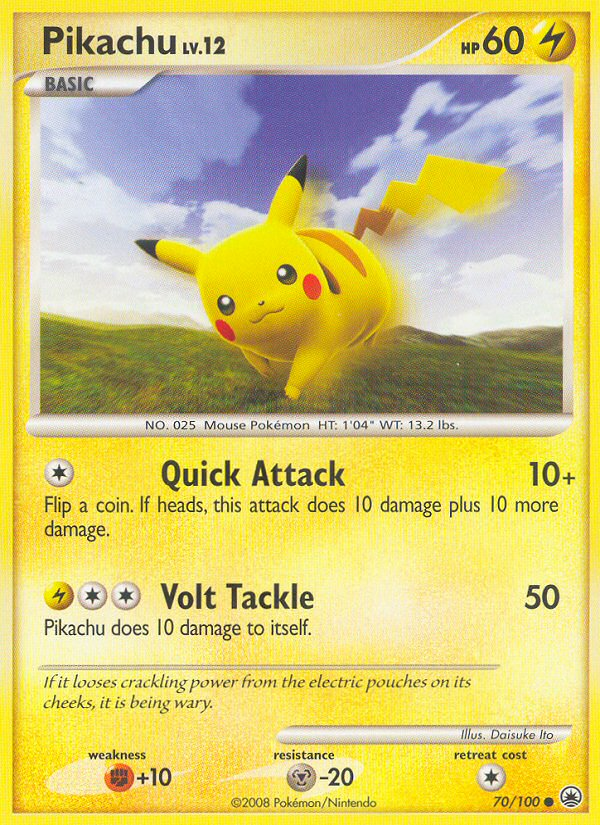 Pikachu LV.12 HP 60
BASIC
NO. 025 Mouse Pokémon HT: 1'04" WT: 13.2 lbs.
Quick Attack 10+
Flip a coin. If heads, this attack does 10 damage plus 10 more
damage.
Volt Tackle 50
Pikachu does 10 damage to itself.
If it looses crackling power from the electric pouches on its
cheeks, it is being wary.
Illus. Daisuke Ito
weakness resistance retreat cost
+10 -20
©2008 Pokémon/Nintendo 70/100